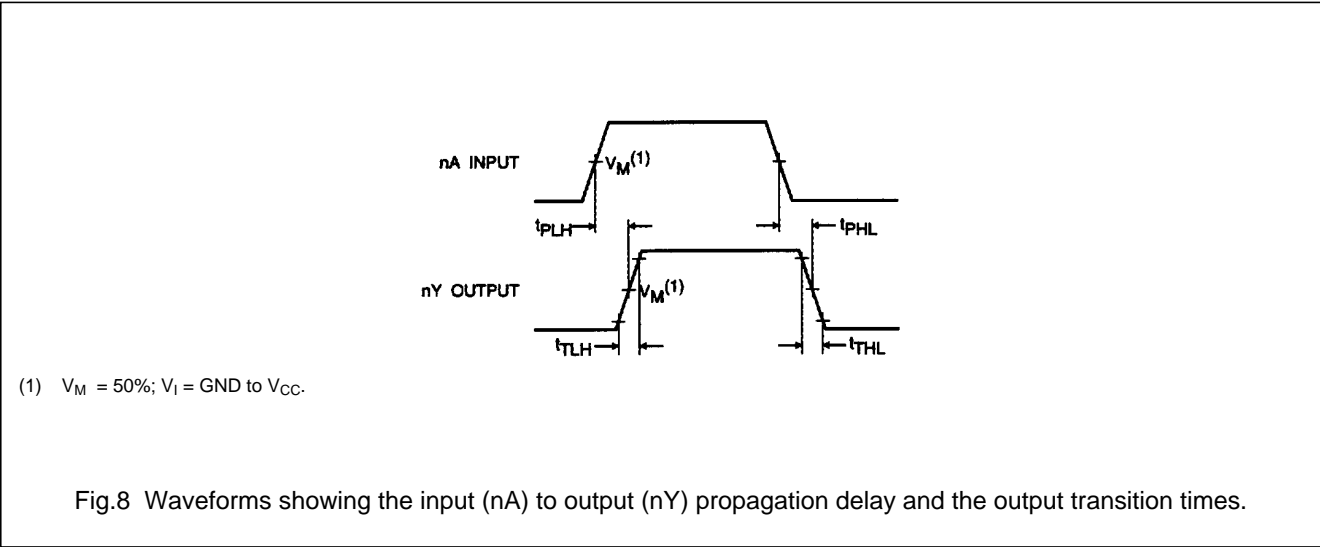 nA INPUT
VM(1)
tPLH
tPHL
nY OUTPUT
VM(1)
tTLH
tTHL
(1) VM = 50%; VI = GND to VCC.
Fig.8 Waveforms showing the input (nA) to output (nY) propagation delay and the output transition times.